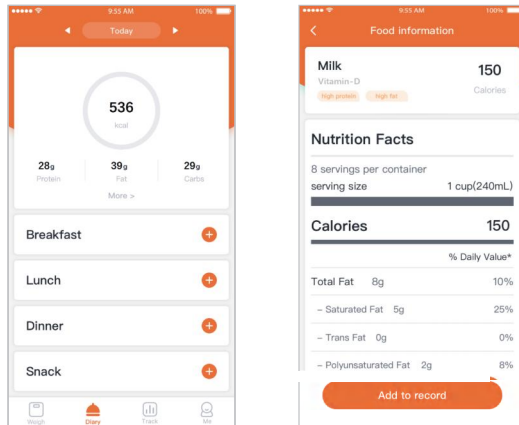 9:55 AM 100%
Today
536
kcal
28g 39g 29g
Protein Fat Carbs
More >
Breakfast
Lunch
Dinner
Snack
Weigh Diary Track Me
9:55 AM 100%
Food information
Milk 150
Vitamin-D Calories
high protein high fat
Nutrition Facts
8 servings per container
serving size 1 cup(240mL)
Calories 150
% Daily Value*
Total Fat 8g 10%
- Saturated Fat 5g 25%
- Trans Fat 0g 0%
- Polyunsaturated Fat 2g 8%
Add to record